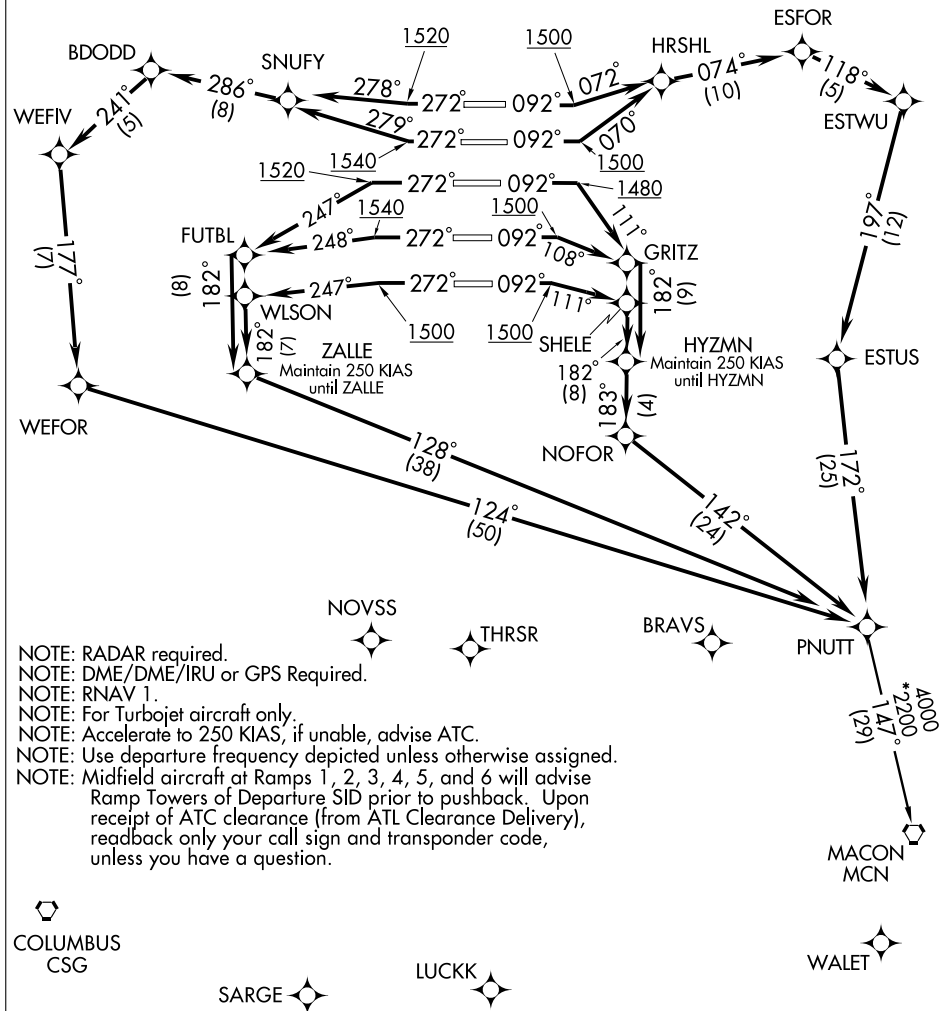 ESFOR
1520
1500
HRSHL
BDODD
SNUFY
072°
074°
(10)
118°
(5)
278°
286°
(8)
272°
092°
ESTWU
WEFIV
241°
(5)
279°
272°
092°
070°
1540
1500
1520
272°
092°
1480
197°
(12)
247°
1540
1500
111°
177°
(7)
FUTBL
248°
272°
092°
108°
GRITZ
182°
(8)
182°
(9)
247°
272°
092°
111°
WLSON
1500
1500
SHELE
182°
(7)
ZALLE
Maintain 250 KIAS
until ZALLE
182°
(8)
HYZMN
Maintain 250 KIAS
until HYZMN
ESTUS
183°
(4)
WEFOR
NOFOR
128°
(38)
172°
(25)
124°
(50)
142°
(24)
NOVSS
THRSR
BRAVS
PNUTT
NOTE: RADAR required.
NOTE: DME/DME/IRU or GPS Required.
NOTE: RNAV 1.
NOTE: For Turbojet aircraft only.
NOTE: Accelerate to 250 KIAS, if unable, advise ATC.
NOTE: Use departure frequency depicted unless otherwise assigned.
NOTE: Midfield aircraft at Ramps 1, 2, 3, 4, 5, and 6 will advise
Ramp Towers of Departure SID prior to pushback. Upon
receipt of ATC clearance (from ATL Clearance Delivery),
readback only your call sign and transponder code,
unless you have a question.
4000
*2200
147°
(29)
MACON
MCN
COLUMBUS
CSG
WALET
SARGE
LUCKK